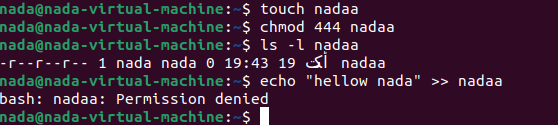 nada@nada-virtual-machine:~$ touch nadaa
nada@nada-virtual-machine:~$ chmod 444 nadaa
nada@nada-virtual-machine:~$ ls -l nadaa
-r--r--r-- 1 nada nada 0 19:43 19 أكت nadaa
nada@nada-virtual-machine:~$ echo "hellow nada" >> nadaa
bash: nadaa: Permission denied
nada@nada-virtual-machine:~$